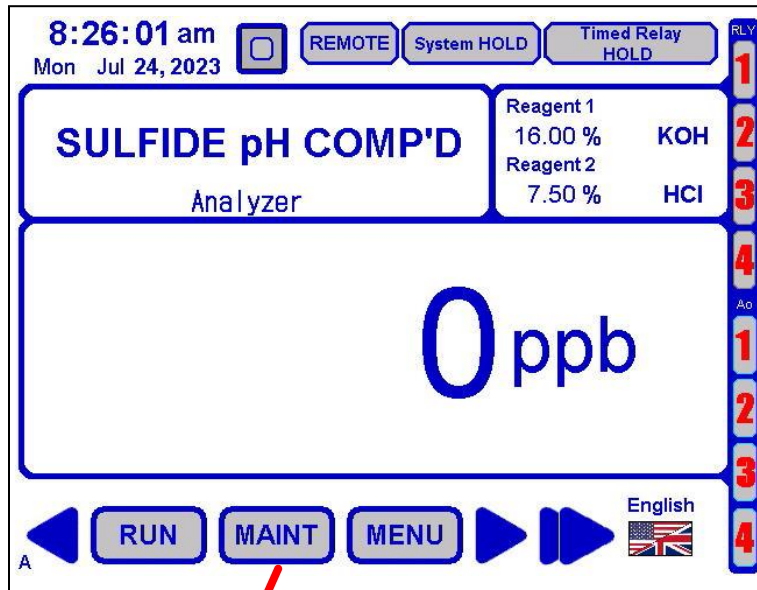 8:26:01 am
Mon Jul 24, 2023
REMOTE
System HOLD
Timed Relay
HOLD
SULFIDE pH COMP'D
Analyzer
Reagent 1
16.00 % KOH
Reagent 2
7.50 % HCl
0 ppb
RLY
1
2
3
4
Ao
1
2
3
4
A
RUN
MAINT
MENU
English